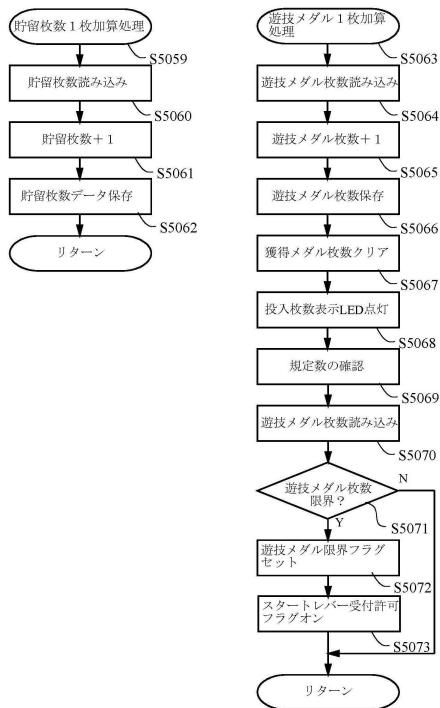 貯留枚数1枚加算処理
S5059
貯留枚数読み込み
S5060
貯留枚数+1
S5061
貯留枚数データ保存
S5062
リターン
遊技メダル1枚加算
処理
S5063
遊技メダル枚数読み込み
S5064
遊技メダル枚数+1
S5065
遊技メダル枚数保存
S5066
獲得メダル枚数クリア
S5067
投入枚数表示LED点灯
S5068
規定数の確認
S5069
遊技メダル枚数読み込み
S5070
遊技メダル枚数
限界?
N
S5071
Y
遊技メダル限界フラグ
セット
S5072
スタートレバー受付許可
フラグオン
S5073
リターン